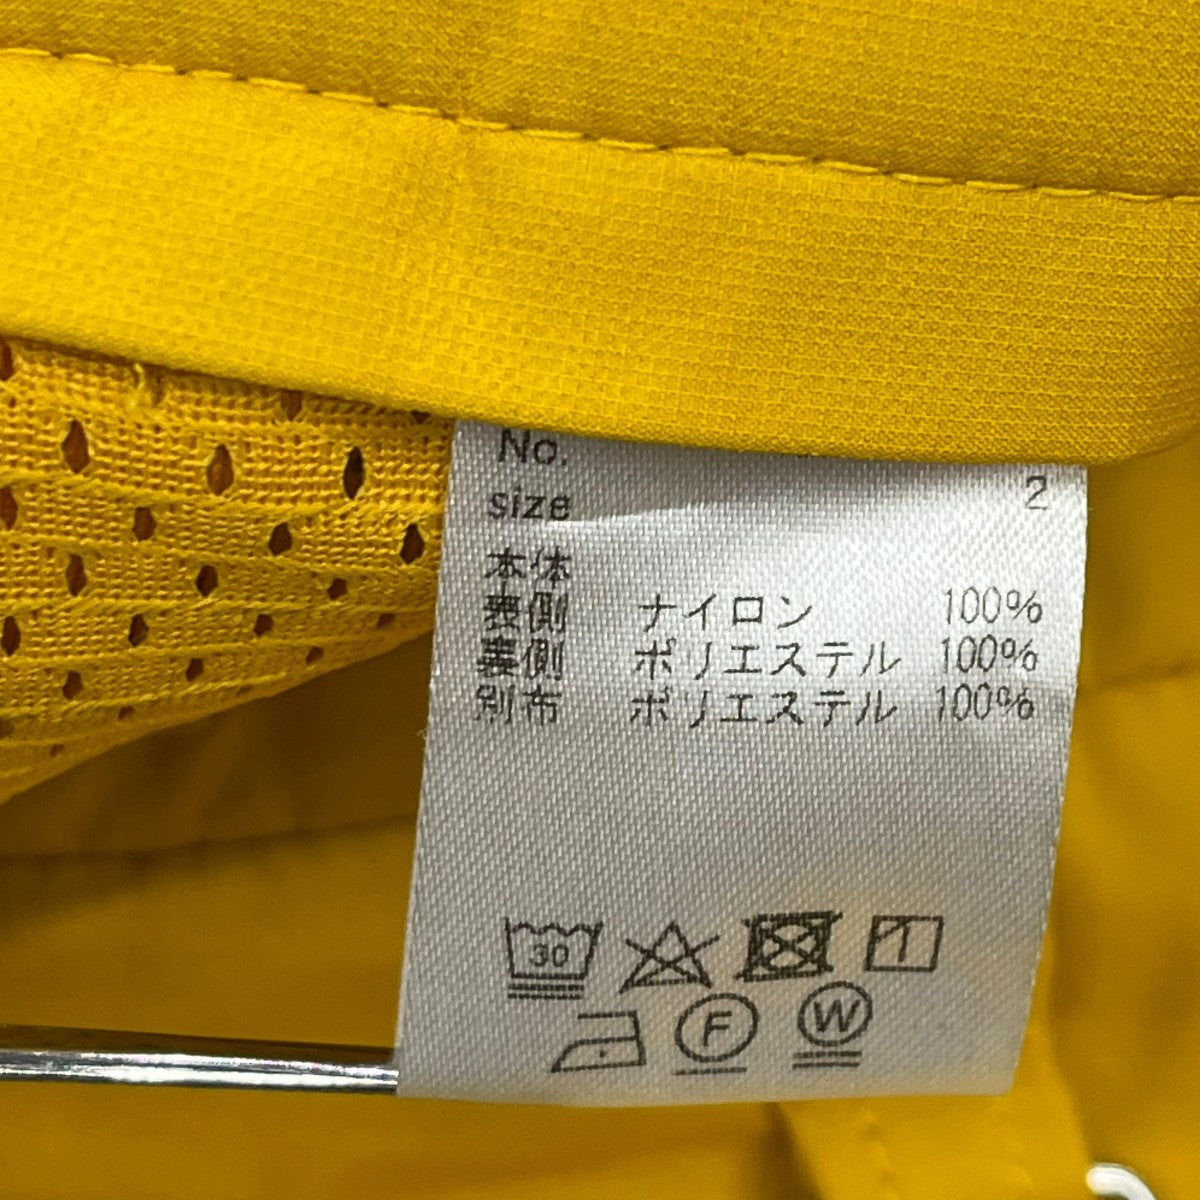 No.
size 2
本体
表側 ナイロン 100%
裏側 ポリエステル 100%
別布 ポリエステル 100%
30
F W